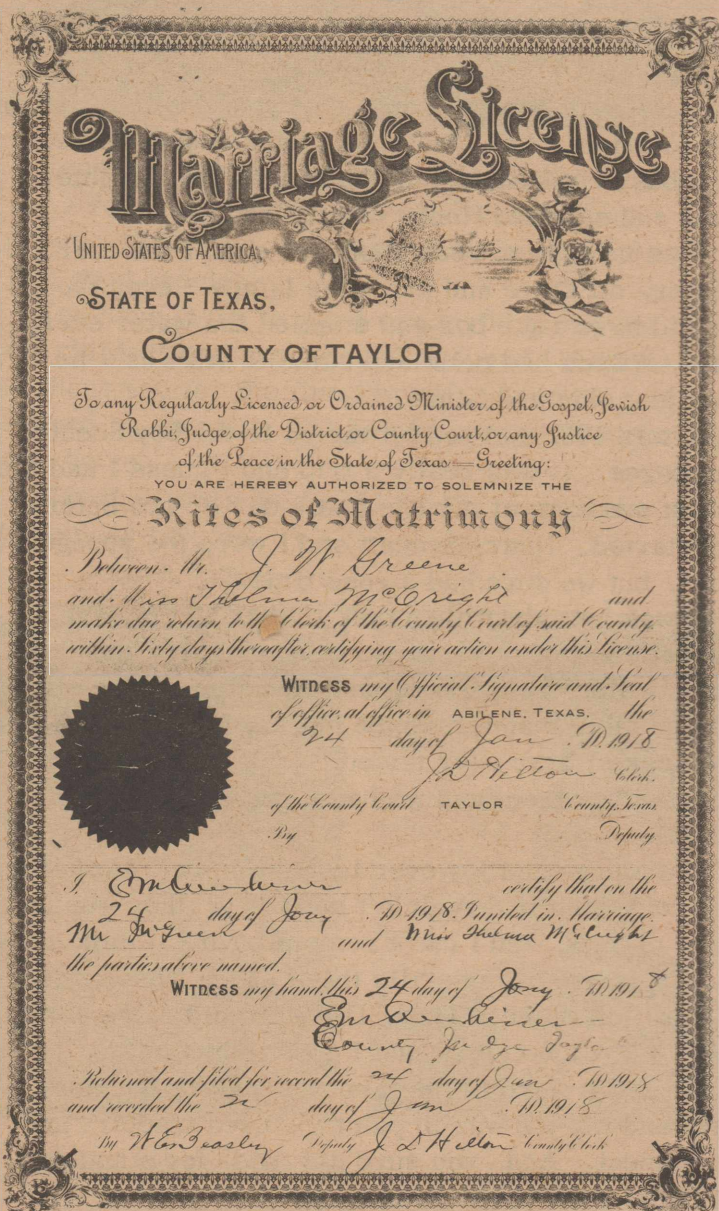 Marriage License
UNITED STATES OF AMERICA,
STATE OF TEXAS,
COUNTY OF TAYLOR
To any Regularly Licensed or Ordained Minister of the Gospel, Jewish
Rabbi, Judge of the District or County Court, or any Justice
of the Peace in the State of Texas — Greeting:
YOU ARE HEREBY AUTHORIZED TO SOLEMNIZE THE
Rites of Matrimony
Between Mr. J. W. Greene
and Miss Thelma McCright and
make due return to the Clerk of the County Court of said County
within Sixty days thereafter, certifying your action under this License.
WITNESS my Official Signature and Seal
of office, at office in ABILENE, TEXAS, the
24 day of Jan A.D. 1918
J D Hilton Clerk,
of the County Court TAYLOR County, Texas.
By Deputy
I, E M certify that on the
24 day of Jany A.D. 1918. I united in Marriage
Mr Green and Miss Thelma McCright
the parties above named.
WITNESS my hand, this 24 day of Jany A.D. 1918
E M
County Judge Taylor
Returned and filed for record the 24 day of Jan A.D. 1918
and recorded the day of Jan A.D. 1918
By W E Beasley Deputy J D Hilton County Clerk